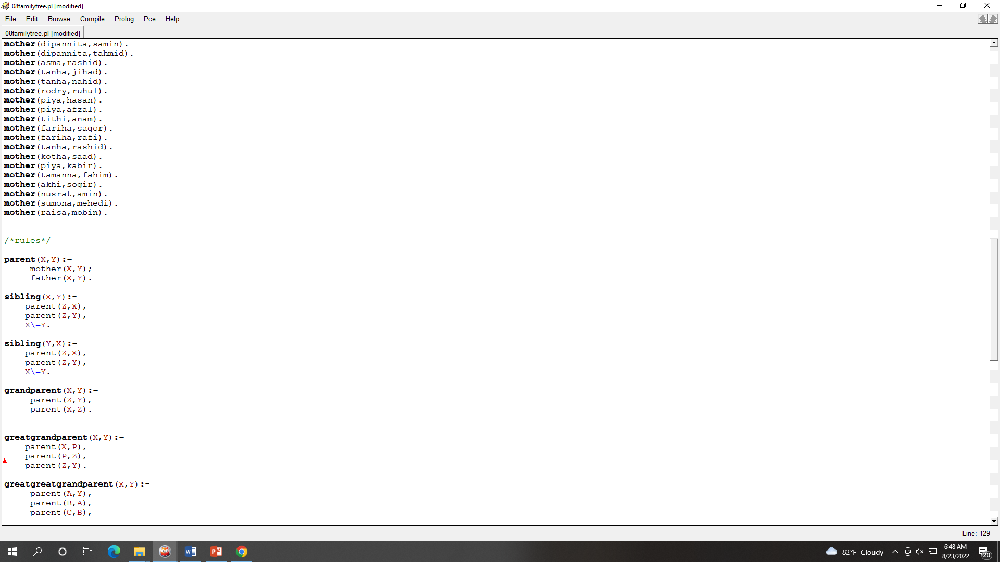 08familytree.pl [modified]
File Edit Browse Compile Prolog Pce Help
08familytree.pl [modified]
mother(dipannita,samin).
mother(dipannita,tahmid).
mother(asma,rashid).
mother(tanha,jihad).
mother(tanha,nahid).
mother(rodry,ruhul).
mother(piya,hasan).
mother(piya,afzal).
mother(tithi,anam).
mother(fariha,sagor).
mother(fariha,rafi).
mother(tanha,rashid).
mother(kotha,saad).
mother(piya,kabir).
mother(tamanna,fahim).
mother(akhi,sogir).
mother(nusrat,amin).
mother(sumona,mehedi).
mother(raisa,mobin).
/*rules*/
parent(X,Y):-
mother(X,Y);
father(X,Y).
sibling(X,Y):-
parent(Z,X),
parent(Z,Y),
X\=Y.
sibling(Y,X):-
parent(Z,X),
parent(Z,Y),
X\=Y.
grandparent(X,Y):-
parent(Z,Y),
parent(X,Z).
greatgrandparent(X,Y):-
parent(X,P),
parent(P,Z),
parent(Z,Y).
greatgreatgrandparent(X,Y):-
parent(A,Y),
parent(B,A),
parent(C,B),
Line: 129
82°F Cloudy
6:48 AM
8/23/2022
20